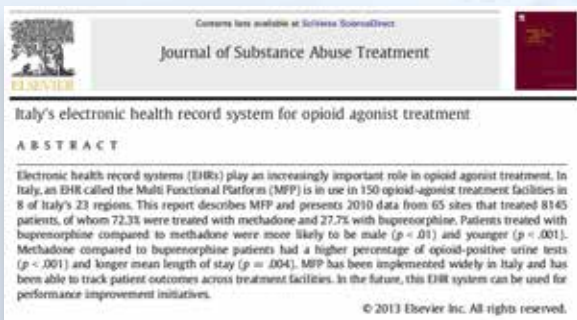 Contents lists available at SciVerse ScienceDirect
Journal of Substance Abuse Treatment
ELSEVIER
Italy's electronic health record system for opioid agonist treatment
A B S T R A C T
Electronic health record systems (EHRs) play an increasingly important role in opioid agonist treatment. In
Italy, an EHR called the Multi Functional Platform (MFP) is in use in 150 opioid-agonist treatment facilities in
8 of Italy's 23 regions. This report describes MFP and presents 2010 data from 65 sites that treated 8145
patients, of whom 72.3% were treated with methadone and 27.7% with buprenorphine. Patients treated with
buprenorphine compared to methadone were more likely to be male (p < .01) and younger (p < .001).
Methadone compared to buprenorphine patients had a higher percentage of opioid-positive urine tests
(p < .001) and longer mean length of stay (p = .004). MFP has been implemented widely in Italy and has
been able to track patient outcomes across treatment facilities. In the future, this EHR system can be used for
performance improvement initiatives.
© 2013 Elsevier Inc. All rights reserved.